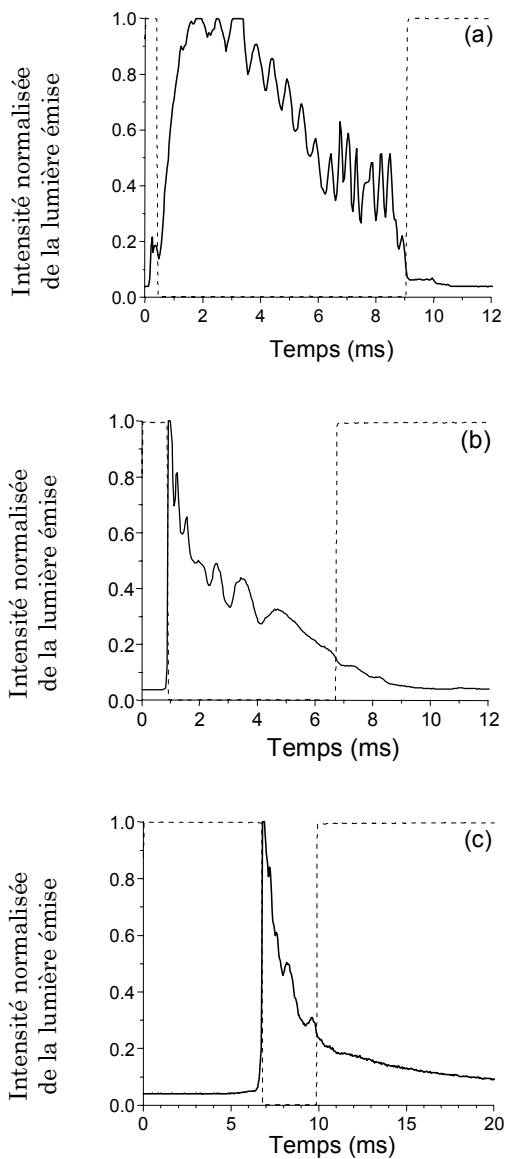 (a)
Intensité normalisée
de la lumière émise
1.0
0.8
0.6
0.4
0.2
0.0
0 2 4 6 8 10 12
Temps (ms)
(b)
Intensité normalisée
de la lumière émise
1.0
0.8
0.6
0.4
0.2
0.0
0 2 4 6 8 10 12
Temps (ms)
(c)
Intensité normalisée
de la lumière émise
1.0
0.8
0.6
0.4
0.2
0.0
0 5 10 15 20
Temps (ms)